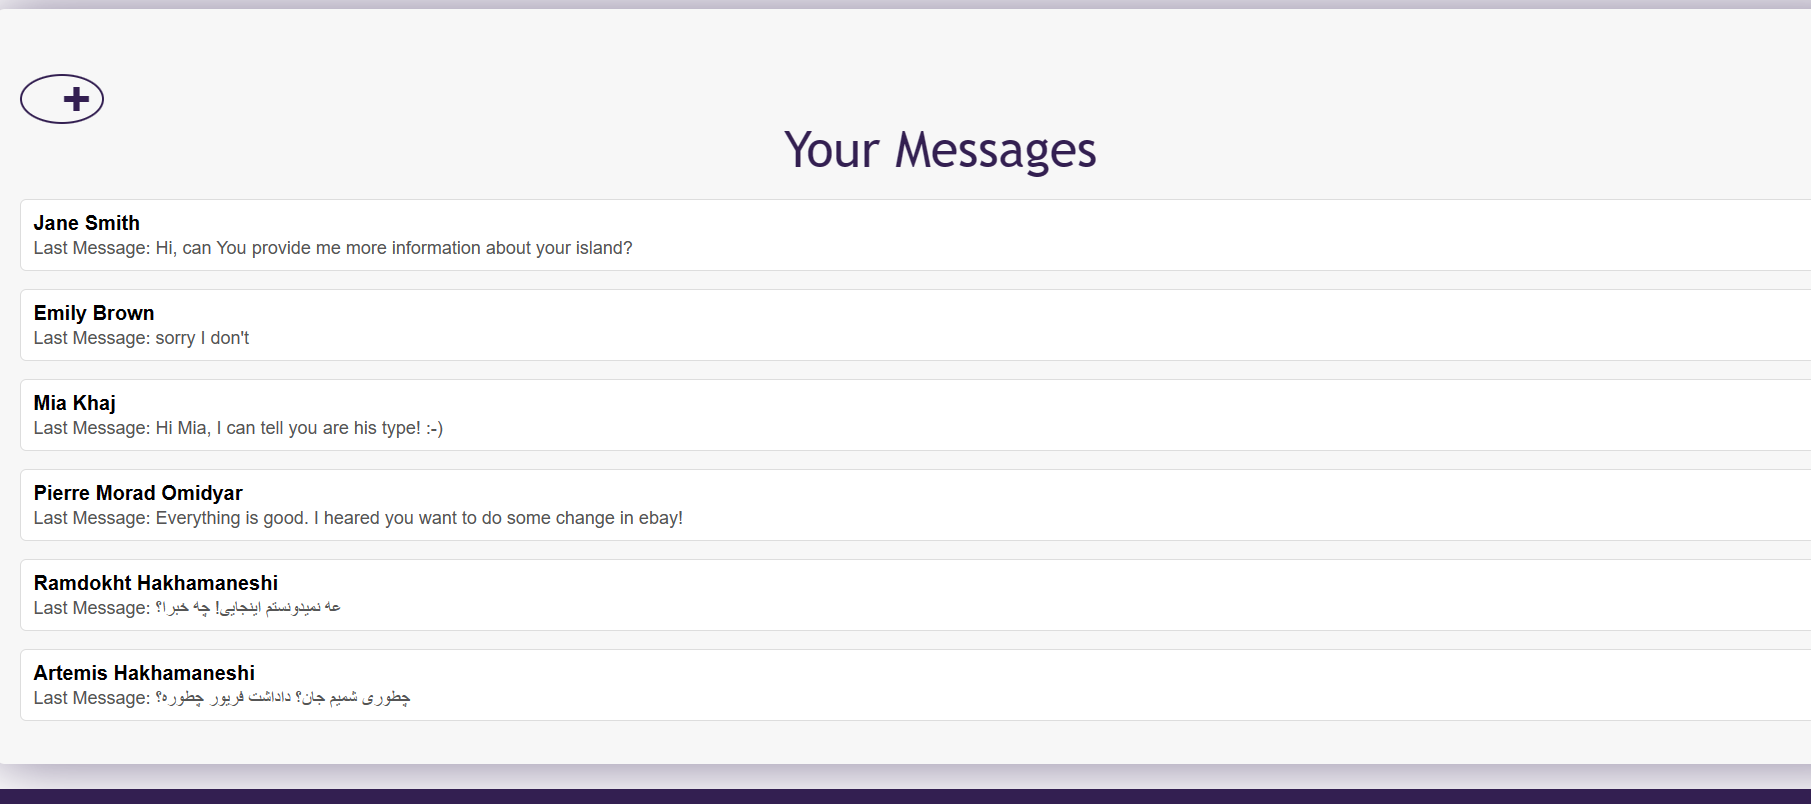 Your Messages
Jane Smith
Last Message: Hi, can You provide me more information about your island?
Emily Brown
Last Message: sorry I don't
Mia Khaj
Last Message: Hi Mia, I can tell you are his type! :-)
Pierre Morad Omidyar
Last Message: Everything is good. I heared you want to do some change in ebay!
Ramdokht Hakhamaneshi
Last Message: عه نمیدونستم اینجایی! چه خبرا؟
Artemis Hakhamaneshi
Last Message: چطوری شمیم جان؟ داداشت فریور چطوره؟